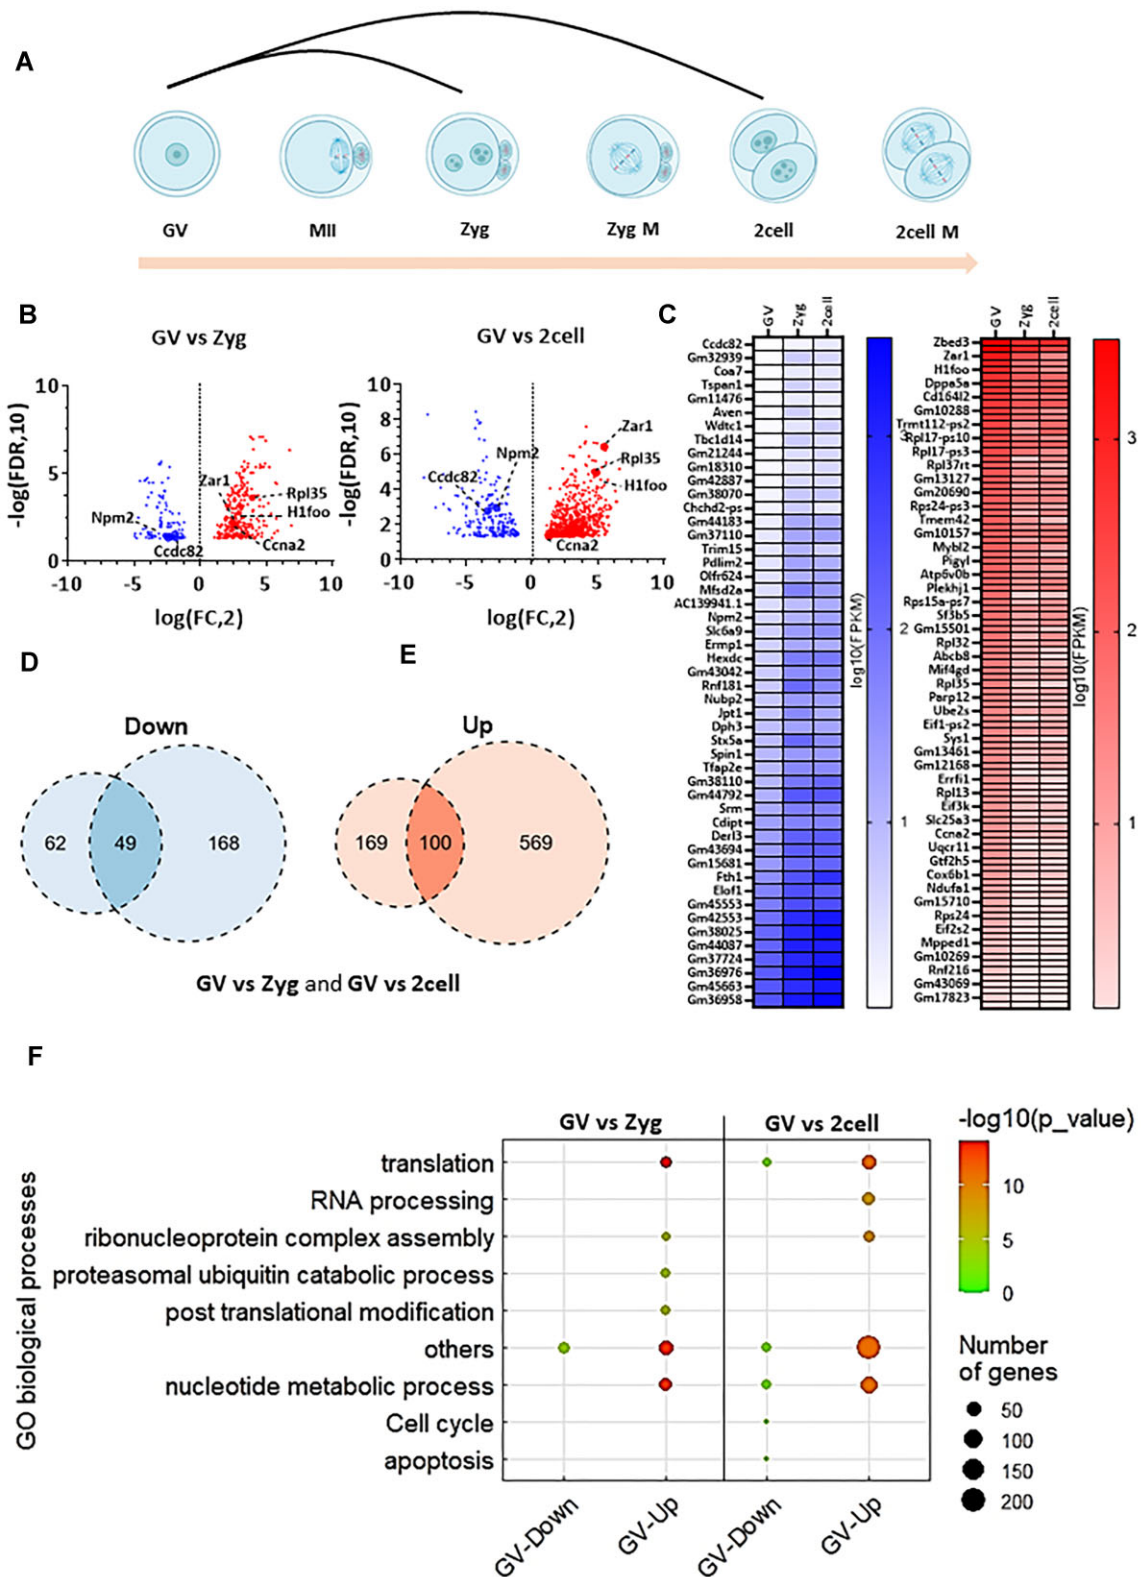 A
GV
MII
Zyg
Zyg M
2cell
2cell M
B
GV vs Zyg
-log(FDR,10)
10
5
0
-10
-5
0
5
10
log(FC,2)
Zar1
Rpl35
H1foo
Npm2
Ccna2
Ccdc82
GV vs 2cell
-log(FDR,10)
10
8
6
4
2
0
-10
-5
0
5
10
log(FC,2)
Zar1
Npm2
Rpl35
Ccdc82
H1foo
Ccna2
C
GV
Zyg
2cell
Ccdc82
Gm32939
Coa7
Tspan1
Gm11476
Aven
Wdtc1
Tbc1d14
Gm21244
Gm18310
Gm42887
Gm38070
Chchd2-ps
Gm44183
Gm37110
Trim15
Pdlim2
Olfr624
Mfsd2a
AC139941.1
Npm2
Slc6a9
Ermp1
Hexdc
Gm43042
Rnf181
Nubp2
Jpt1
Dph3
Stx5a
Spin1
Tfap2e
Gm38110
Gm44792
Srm
Cdipt
Derl3
Gm43694
Gm15681
Fth1
Elof1
Gm45553
Gm42553
Gm38025
Gm44087
Gm37724
Gm36976
Gm45663
Gm36958
3
2
1
log10(FPKM)
GV
Zyg
2cell
Zbed3
Zar1
H1foo
Dppa5a
Cd164l2
Gm10288
Trmt112-ps2
Rpl17-ps10
Rpl17-ps3
Rpl37rt
Gm13127
Gm20690
Rps24-ps3
Tmem42
Gm10157
Mybl2
Pigyl
Atp6v0b
Plekhj1
Rps15a-ps7
Sf3b5
Gm15501
Rpl32
Abcb8
Mif4gd
Rpl35
Parp12
Ube2s
Eif1-ps2
Sys1
Gm13461
Gm12168
Errfi1
Rpl13
Eif3k
Slc25a3
Ccna2
Uqcr11
Gtf2h5
Cox6b1
Ndufa1
Gm15710
Rps24
Eif2s2
Mpped1
Gm10269
Rnf216
Gm43069
Gm17823
3
2
1
log10(FPKM)
D
Down
62
49
168
E
Up
169
100
569
GV vs Zyg and GV vs 2cell
F
GO biological processes
GV vs Zyg
GV vs 2cell
translation
RNA processing
ribonucleoprotein complex assembly
proteasomal ubiquitin catabolic process
post translational modification
others
nucleotide metabolic process
Cell cycle
apoptosis
GV-Down
GV-Up
GV-Down
GV-Up
-log10(p_value)
10
5
0
Number
of genes
50
100
150
200